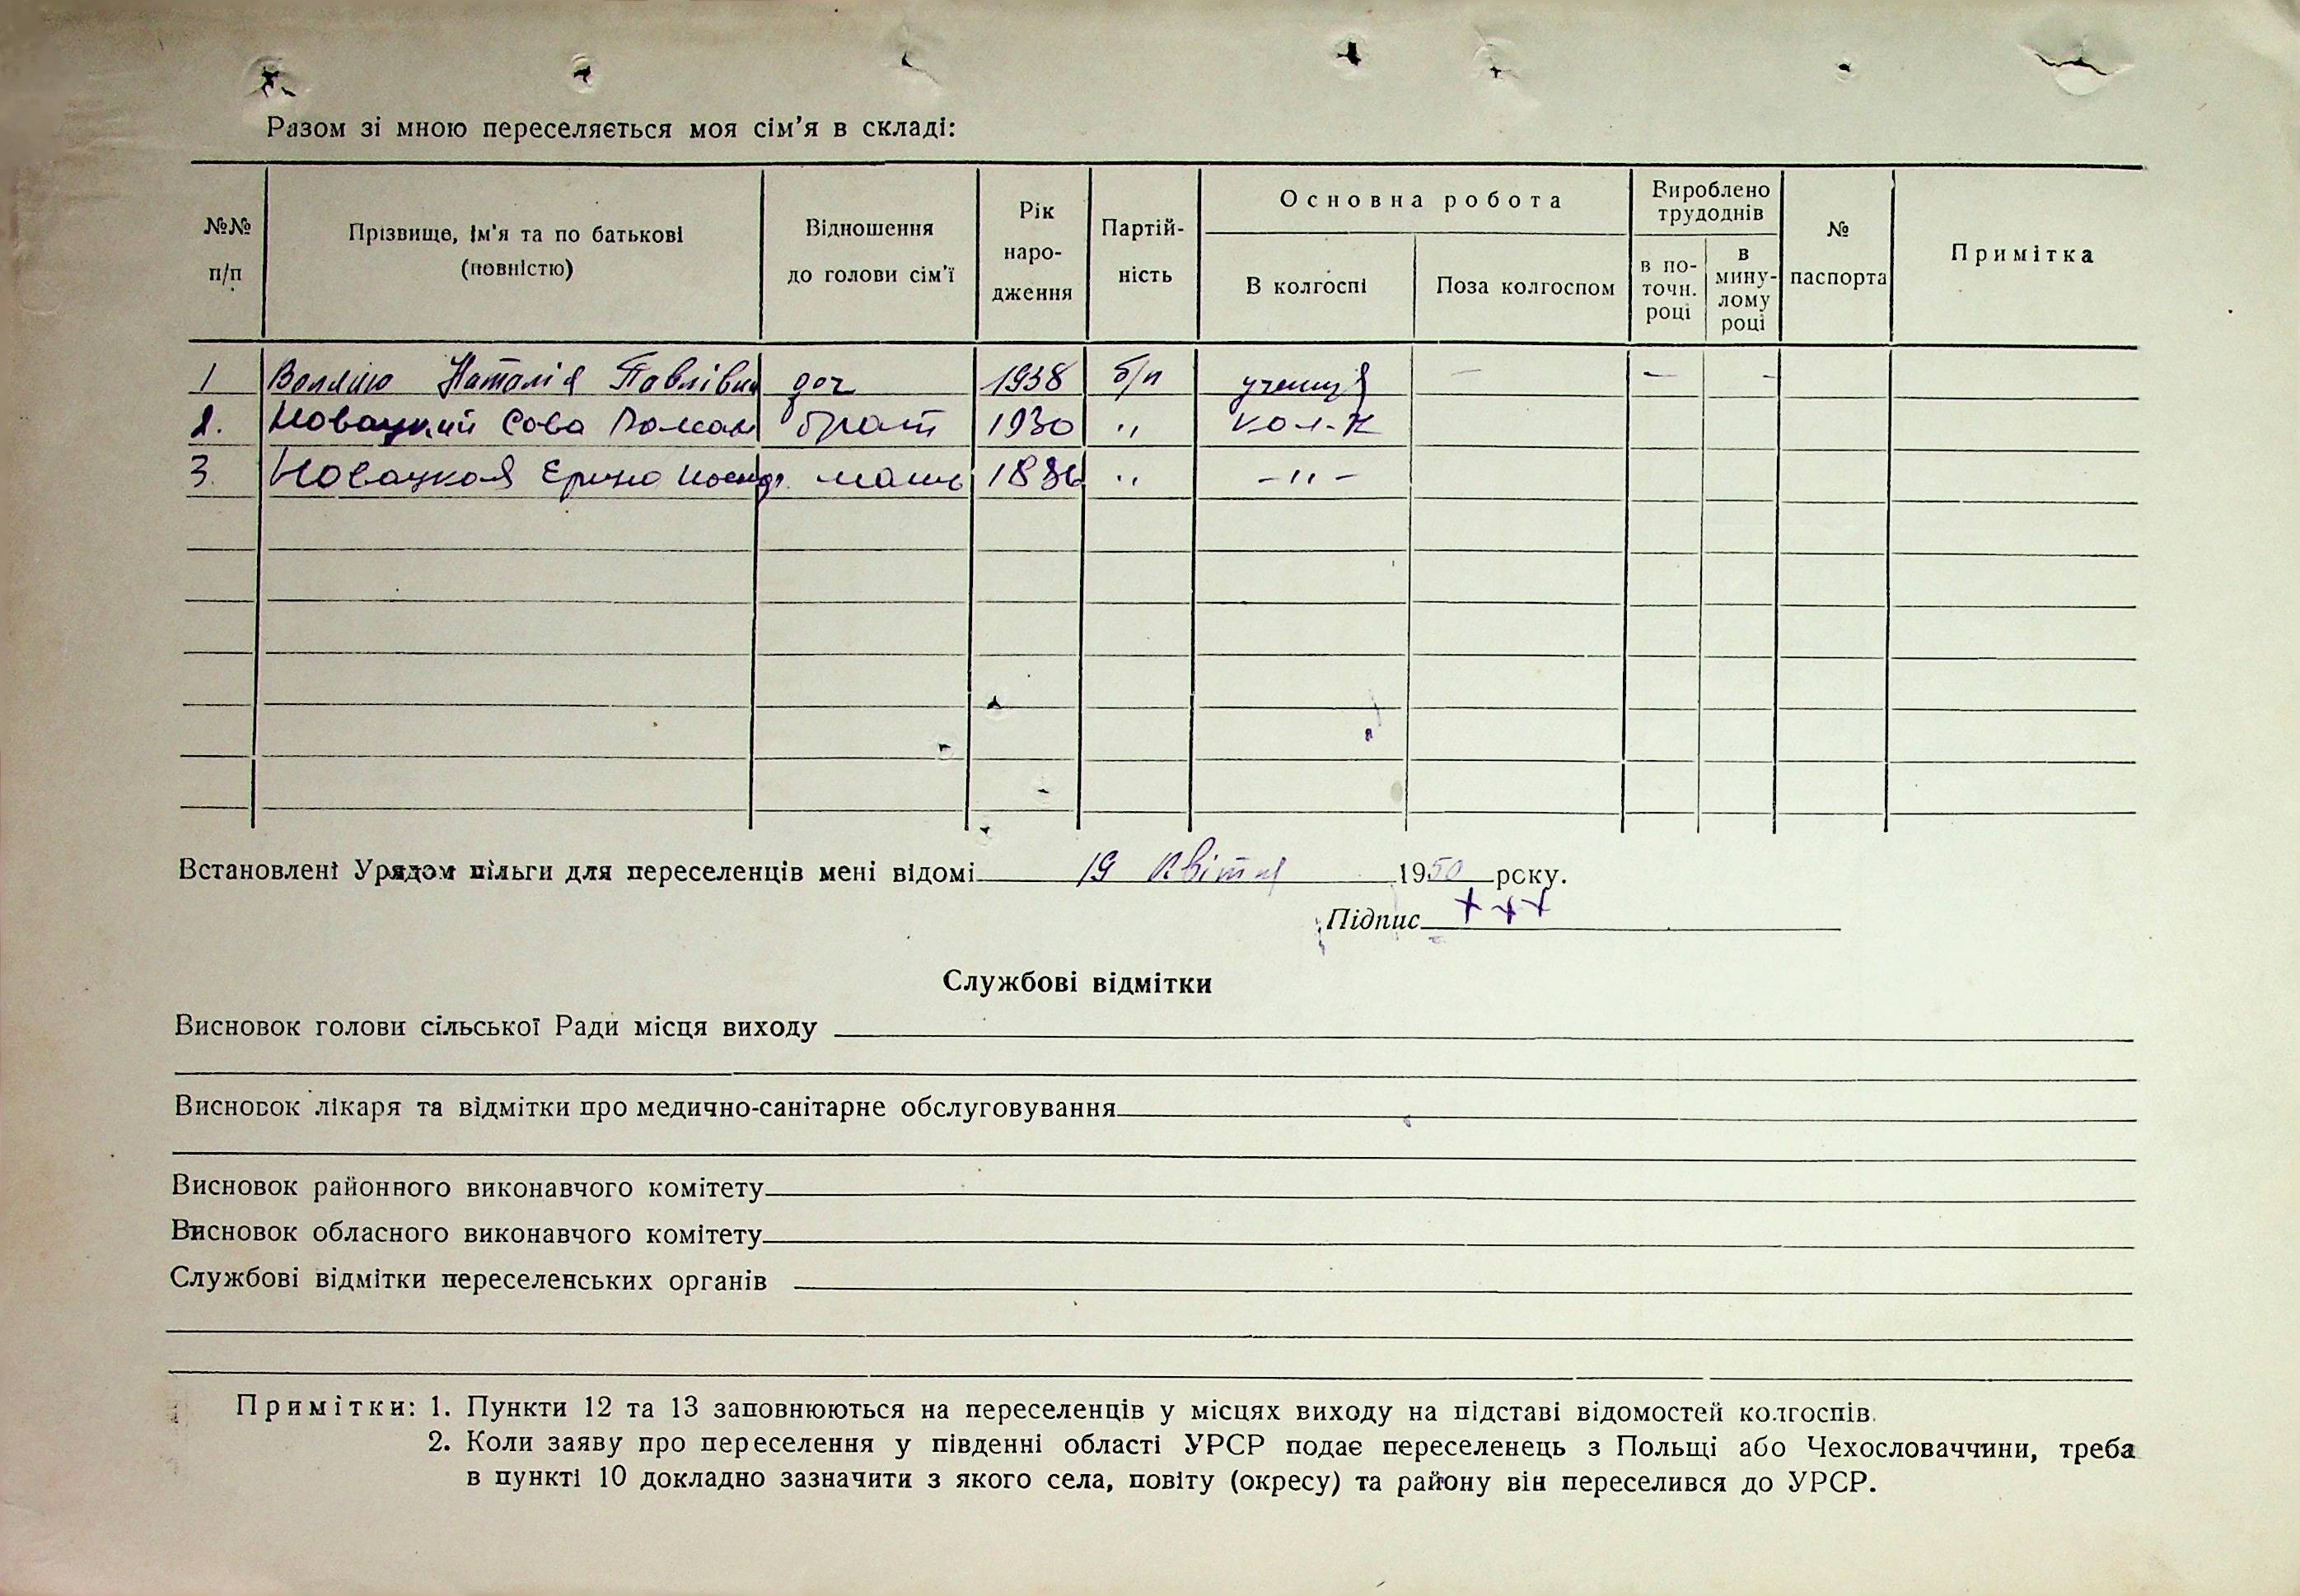 Разом зі мною переселяється моя сім'я в складі:
№№ п/п
Прізвище, ім'я та по батькові (повністю)
Відношення до голови сім'ї
Рік народження
Партійність
Основна робота
В колгоспі
Поза колгоспом
Вироблено трудоднів
в поточн. році
в минулому році
№ паспорта
Примітка
1 Наталія Павлівна доч 1938 б/п учениця — — -
2. Новацкий Сова Роман брат 1930 " кол-к
3. Новацкая Ерина мать 1886 " -"-
Встановлені Урядом пільги для переселенців мені відомі 19 квітня 1950 року.
Підпис +++
Службові відмітки
Висновок голови сільської Ради місця виходу
Висновок лікаря та відмітки про медично-санітарне обслуговування
Висновок районного виконавчого комітету
Висновок обласного виконавчого комітету
Службові відмітки переселенських органів
Примітки: 1. Пункти 12 та 13 заповнюються на переселенців у місцях виходу на підставі відомостей колгоспів.
2. Коли заяву про переселення у південні області УРСР подає переселенець з Польщі або Чехословаччини, треба
в пункті 10 докладно зазначити з якого села, повіту (окресу) та району він переселився до УРСР.